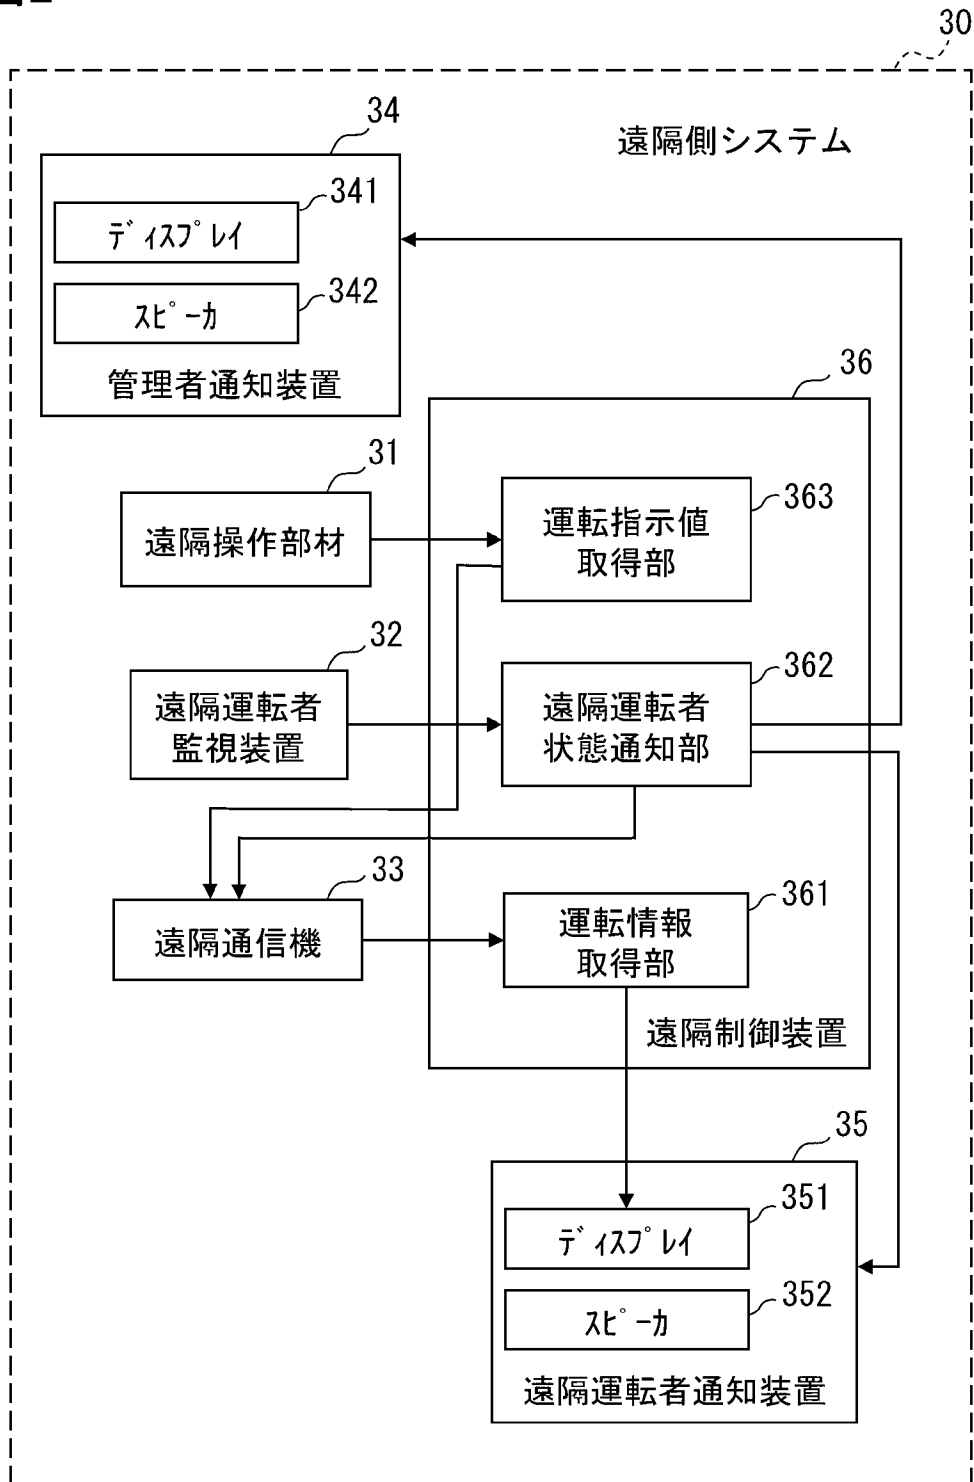 30
34
遠隔側システム
341
ディスプレイ
342
スピーカ
管理者通知装置
36
31
363
遠隔操作部材
運転指示値
取得部
32
362
遠隔運転者
監視装置
遠隔運転者
状態通知部
33
361
遠隔通信機
運転情報
取得部
遠隔制御装置
35
351
ディスプレイ
352
スピーカ
遠隔運転者通知装置